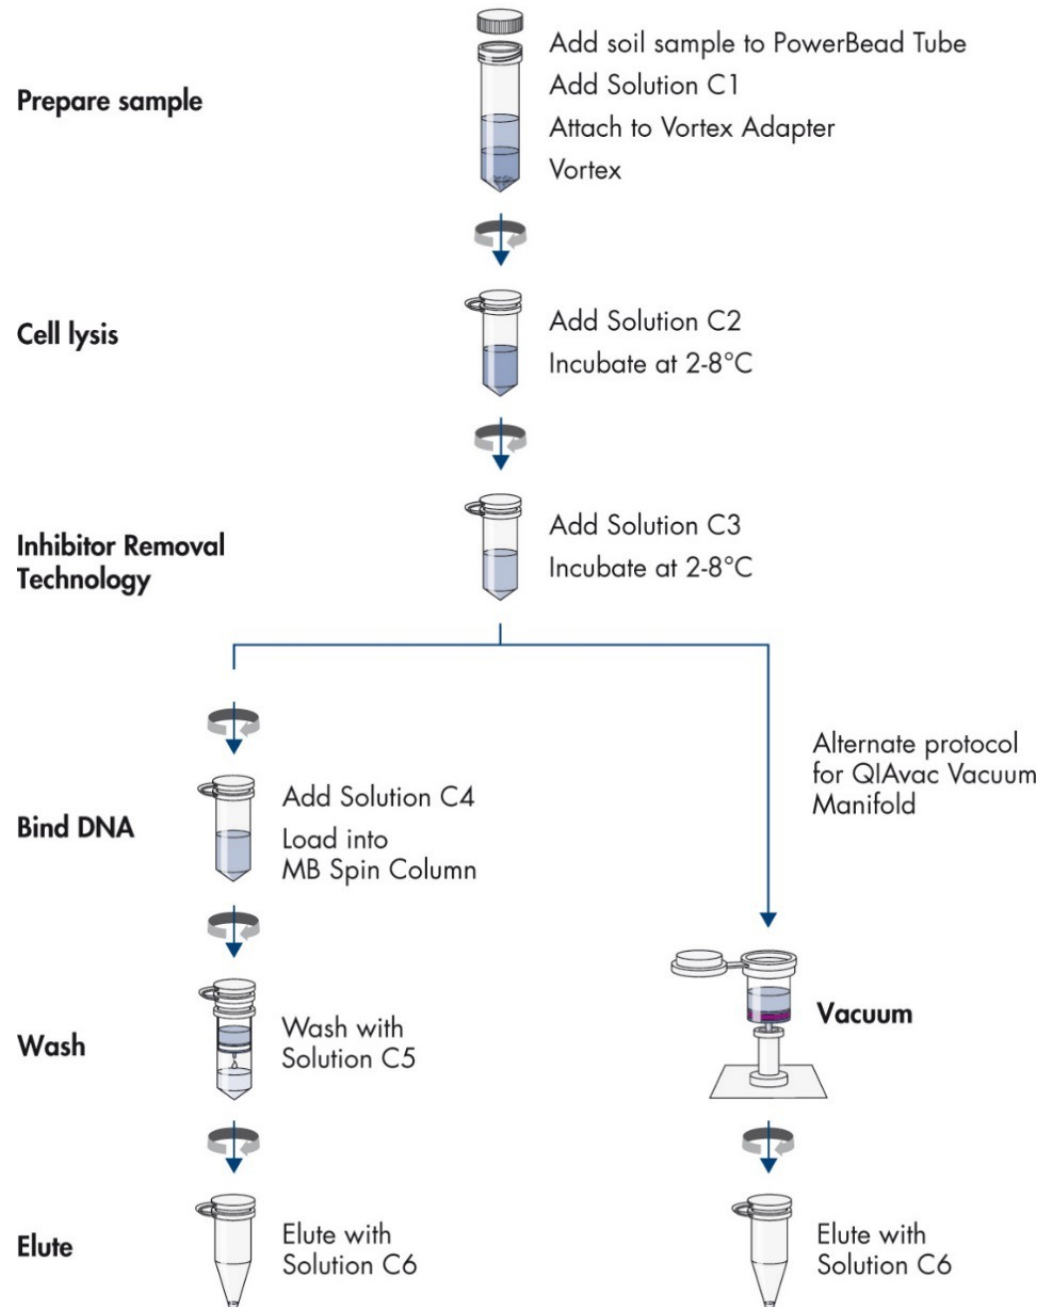 Prepare sample
Add soil sample to PowerBead Tube
Add Solution C1
Attach to Vortex Adapter
Vortex
Cell lysis
Add Solution C2
Incubate at 2-8°C
Inhibitor Removal
Technology
Add Solution C3
Incubate at 2-8°C
Bind DNA
Add Solution C4
Load into
MB Spin Column
Alternate protocol
for QIAvac Vacuum
Manifold
Wash
Wash with
Solution C5
Vacuum
Elute
Elute with
Solution C6
Elute with
Solution C6